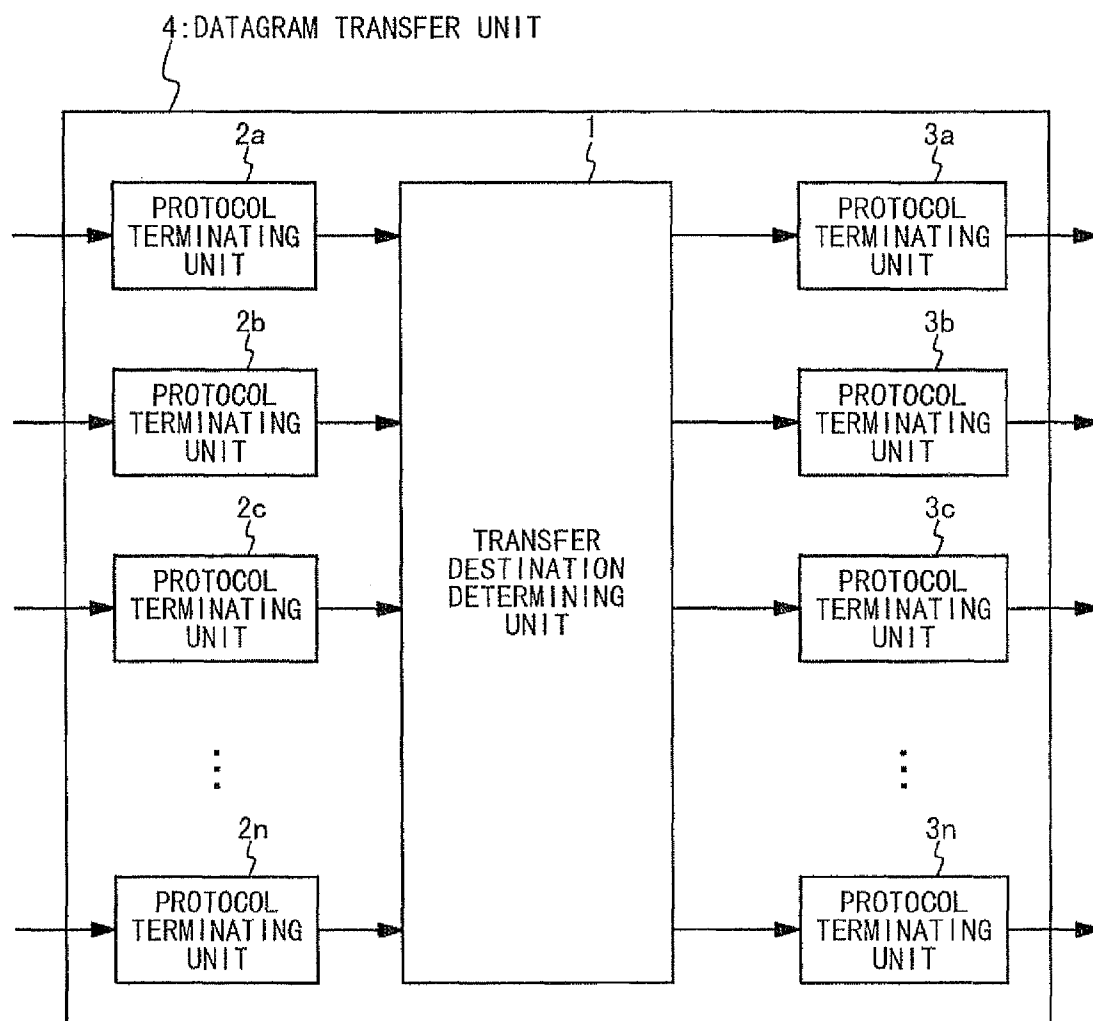 4:DATAGRAM TRANSFER UNIT
2a
1
3a
PROTOCOL
TERMINATING
UNIT
PROTOCOL
TERMINATING
UNIT
2b
3b
PROTOCOL
TERMINATING
UNIT
PROTOCOL
TERMINATING
UNIT
2c
3c
PROTOCOL
TERMINATING
UNIT
TRANSFER
DESTINATION
DETERMINING
UNIT
PROTOCOL
TERMINATING
UNIT
2n
3n
PROTOCOL
TERMINATING
UNIT
PROTOCOL
TERMINATING
UNIT